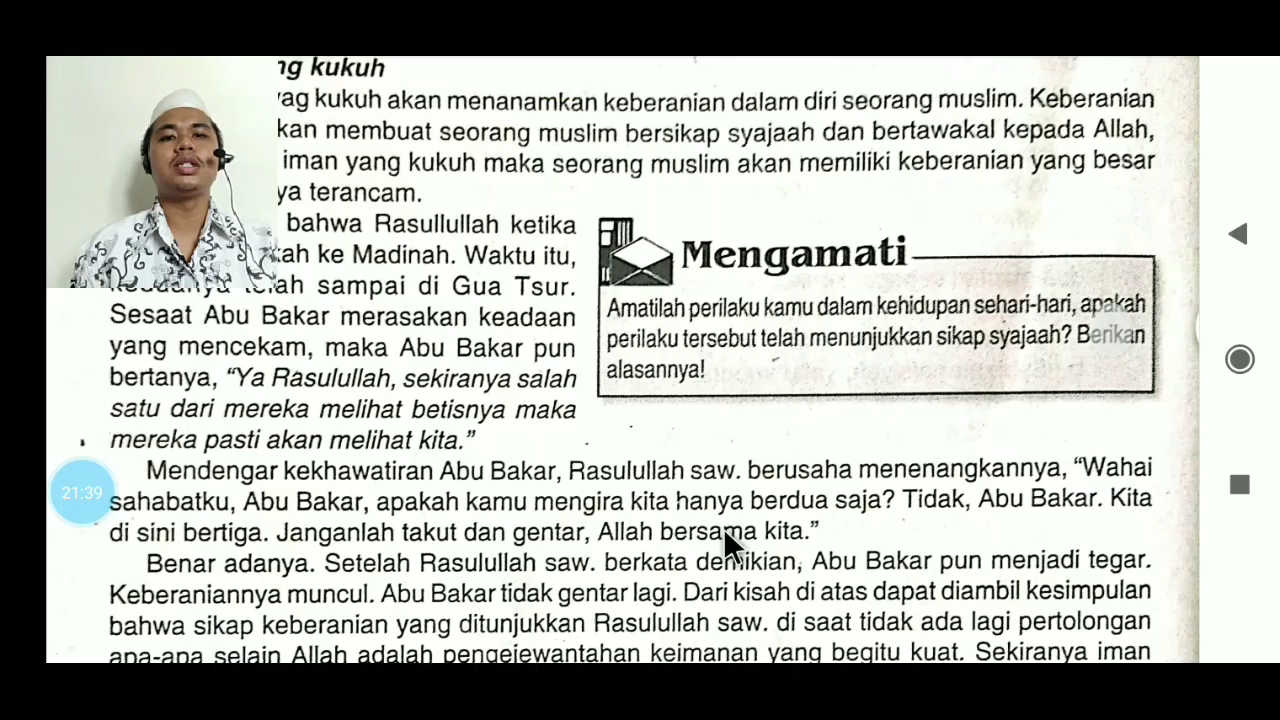 ng kukuh
yag kukuh akan menanamkan keberanian dalam diri seorang muslim. Keberanian
kan membuat seorang muslim bersikap syajaah dan bertawakal kepada Allah,
iman yang kukuh maka seorang muslim akan memiliki keberanian yang besar
ya terancam.
bahwa Rasullullah ketika
kah ke Madinah. Waktu itu,
keduanya telah sampai di Gua Tsur.
Sesaat Abu Bakar merasakan keadaan
yang mencekam, maka Abu Bakar pun
bertanya, “Ya Rasulullah, sekiranya salah
satu dari mereka melihat betisnya maka
mereka pasti akan melihat kita.”
Mengamati
Amatilah perilaku kamu dalam kehidupan sehari-hari, apakah
perilaku tersebut telah menunjukkan sikap syajaah? Berikan
alasannya!
Mendengar kekhawatiran Abu Bakar, Rasulullah saw. berusaha menenangkannya, “Wahai
21:39
sahabatku, Abu Bakar, apakah kamu mengira kita hanya berdua saja? Tidak, Abu Bakar. Kita
di sini bertiga. Janganlah takut dan gentar, Allah bersama kita.”
Benar adanya. Setelah Rasulullah saw. berkata demikian, Abu Bakar pun menjadi tegar.
Keberaniannya muncul. Abu Bakar tidak gentar lagi. Dari kisah di atas dapat diambil kesimpulan
bahwa sikap keberanian yang ditunjukkan Rasulullah saw. di saat tidak ada lagi pertolongan
apa-apa selain Allah adalah pengejewantahan keimanan yang begitu kuat. Sekiranya iman